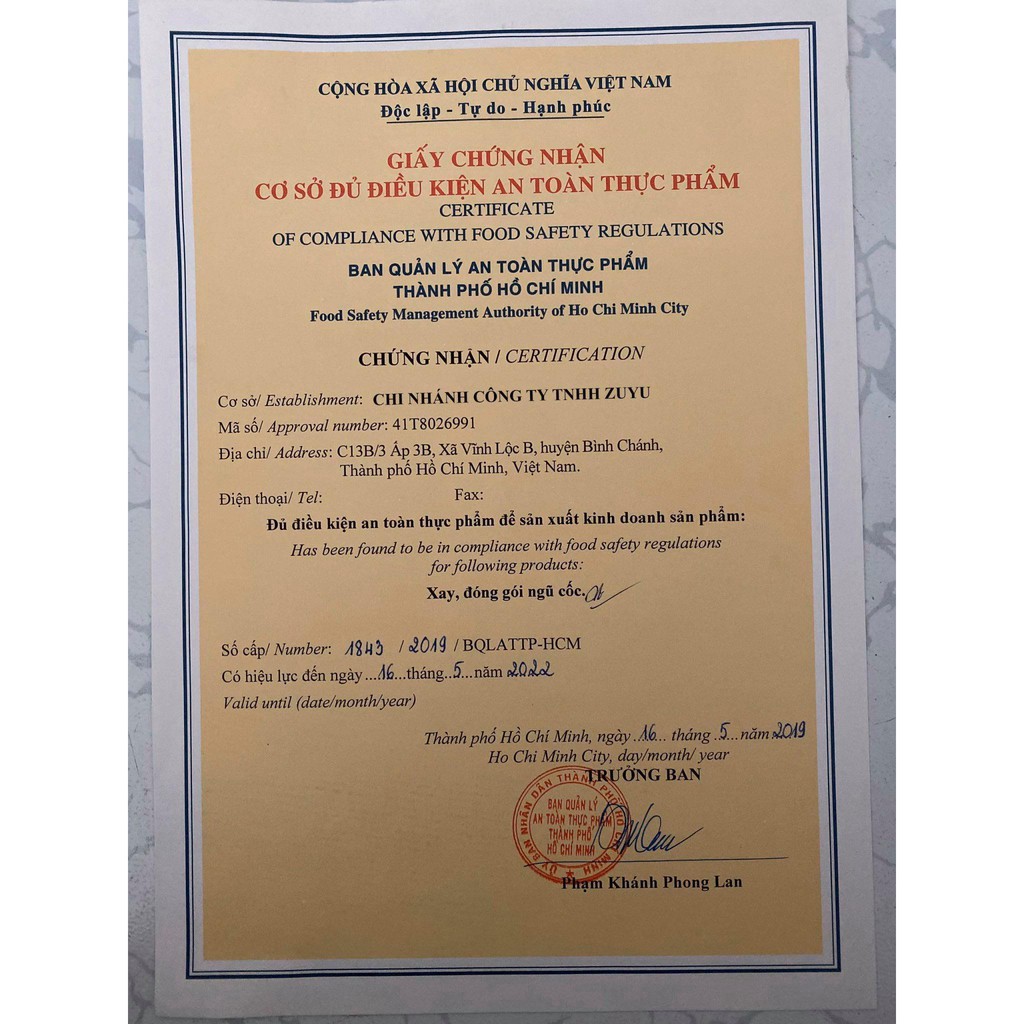 CỘNG HÒA XÃ HỘI CHỦ NGHĨA VIỆT NAM
Độc lập - Tự do - Hạnh phúc
GIẤY CHỨNG NHẬN
CƠ SỞ ĐỦ ĐIỀU KIỆN AN TOÀN THỰC PHẨM
CERTIFICATE
OF COMPLIANCE WITH FOOD SAFETY REGULATIONS
BAN QUẢN LÝ AN TOÀN THỰC PHẨM
THÀNH PHỐ HỒ CHÍ MINH
Food Safety Management Authority of Ho Chi Minh City
CHỨNG NHẬN / CERTIFICATION
Cơ sở/ Establishment: CHI NHÁNH CÔNG TY TNHH ZUYU
Mã số/ Approval number: 41T8026991
Địa chỉ/ Address: C13B/3 Ấp 3B, Xã Vĩnh Lộc B, huyện Bình Chánh,
Thành phố Hồ Chí Minh, Việt Nam.
Điện thoại/ Tel: Fax:
Đủ điều kiện an toàn thực phẩm để sản xuất kinh doanh sản phẩm:
Has been found to be in compliance with food safety regulations
for following products:
Xay, đóng gói ngũ cốc.
Số cấp/ Number: 1843 / 2019 / BQLATTP-HCM
Có hiệu lực đến ngày ...16...tháng..5...năm 2022
Valid until (date/month/year)
Thành phố Hồ Chí Minh, ngày .16... tháng .5...năm 2019
Ho Chi Minh City, day/month/ year
TRƯỞNG BAN
ỦY BAN NHÂN DÂN THÀNH PHỐ HỒ CHÍ MINH
BAN QUẢN LÝ
AN TOÀN THỰC PHẨM
THÀNH PHỐ
HỒ CHÍ MINH
Phạm Khánh Phong Lan